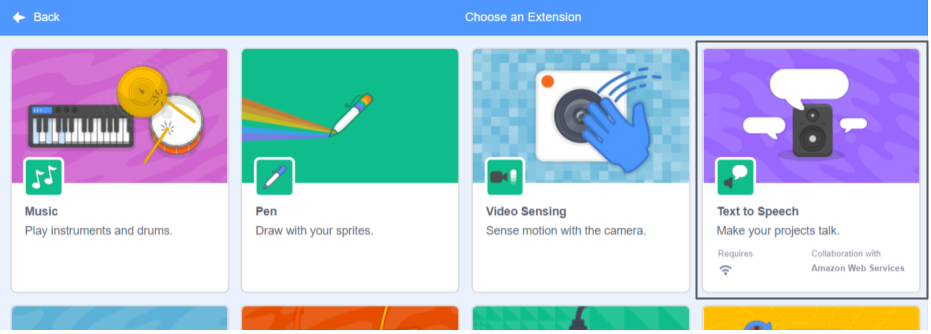 Back
Choose an Extension
Music
Play instruments and drums.
Pen
Draw with your sprites.
Video Sensing
Sense motion with the camera.
Text to Speech
Make your projects talk.
Requires
Collaboration with
Amazon Web Services